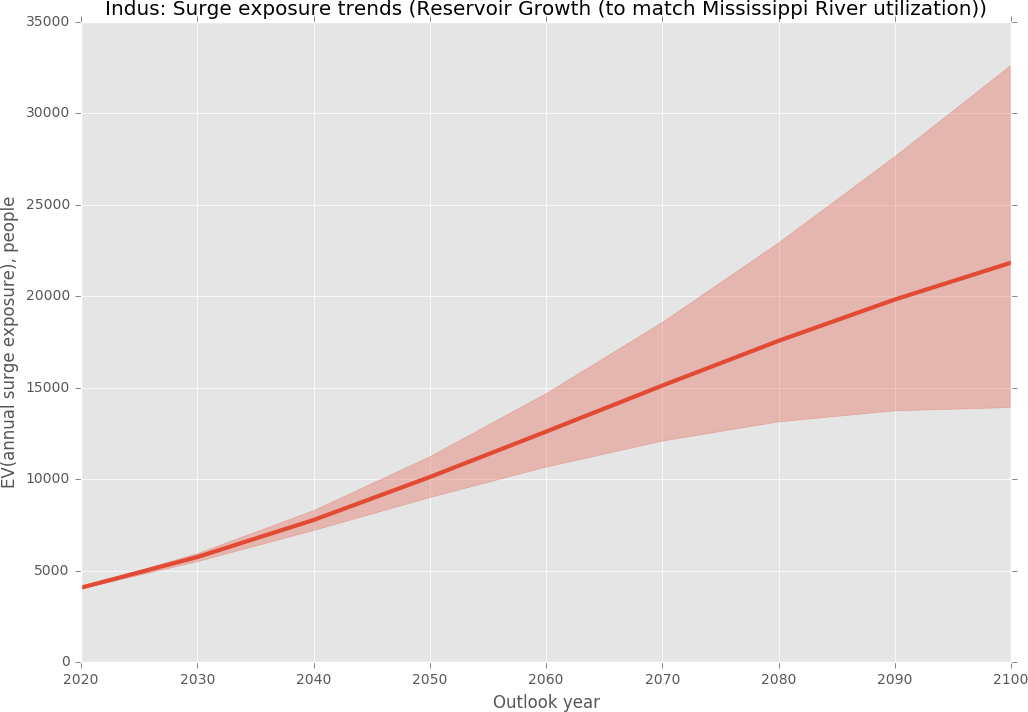 Indus: Surge exposure trends (Reservoir Growth (to match Mississippi River utilization))
EV(annual surge exposure), people
35000
30000
25000
20000
15000
10000
5000
0
2020 2030 2040 2050 2060 2070 2080 2090 2100
Outlook year